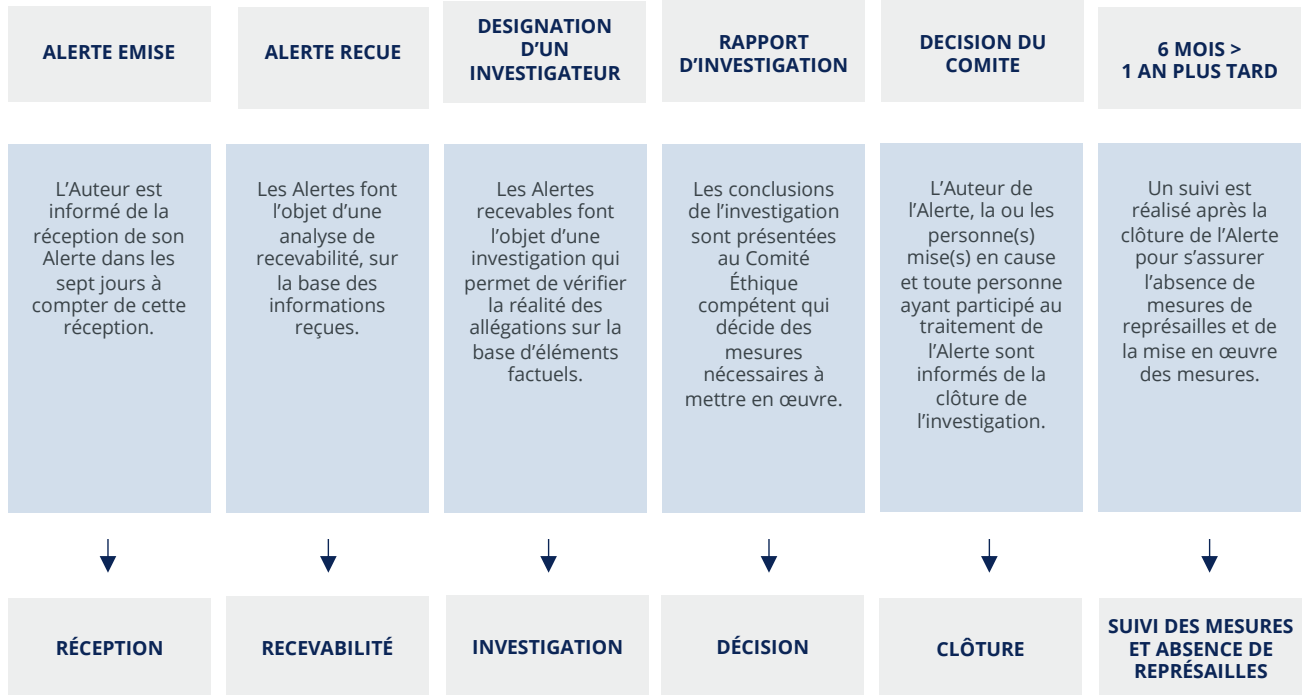 ALERTE EMISE
ALERTE RECUE
DESIGNATION
D’UN
INVESTIGATEUR
RAPPORT
D’INVESTIGATION
DECISION DU
COMITE
6 MOIS >
1 AN PLUS TARD
L’Auteur est
informé de la
réception de son
Alerte dans les
sept jours à
compter de cette
réception.
Les Alertes font
l’objet d’une
analyse de
recevabilité, sur
la base des
informations
reçues.
Les Alertes
recevables font
l’objet d’une
investigation qui
permet de vérifier
la réalité des
allégations sur la
base d’éléments
factuels.
Les conclusions
de l’investigation
sont présentées
au Comité
Éthique
compétent qui
décide des
mesures
nécessaires à
mettre en œuvre.
L’Auteur de
l’Alerte, la ou les
personne(s)
mise(s) en cause
et toute personne
ayant participé au
traitement de
l’Alerte sont
informés de la
clôture de
l’investigation.
Un suivi est
réalisé après la
clôture de l’Alerte
pour s’assurer
l’absence de
mesures de
représailles et de
la mise en œuvre
des mesures.
RÉCEPTION
RECEVABILITÉ
INVESTIGATION
DÉCISION
CLÔTURE
SUIVI DES MESURES
ET ABSENCE DE
REPRÉSAILLES